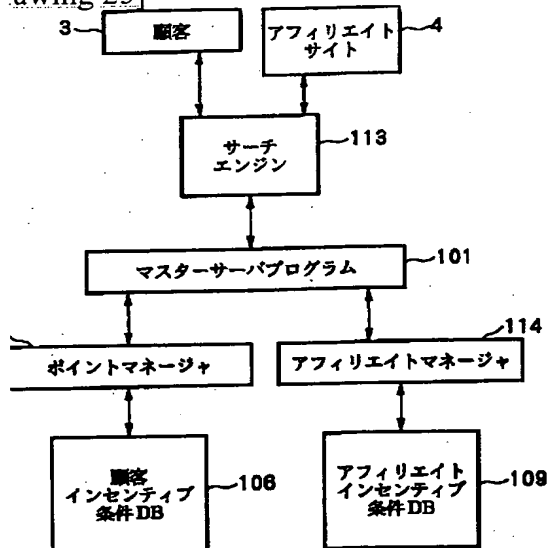 3
顧客
アフィリエイト
サイト
4
サーチ
エンジン
113
マスターサーバプログラム
101
ポイントマネージャ
アフィリエイトマネージャ
114
顧客
インセンティブ
条件DB
106
アフィリエイト
インセンティブ
条件DB
109